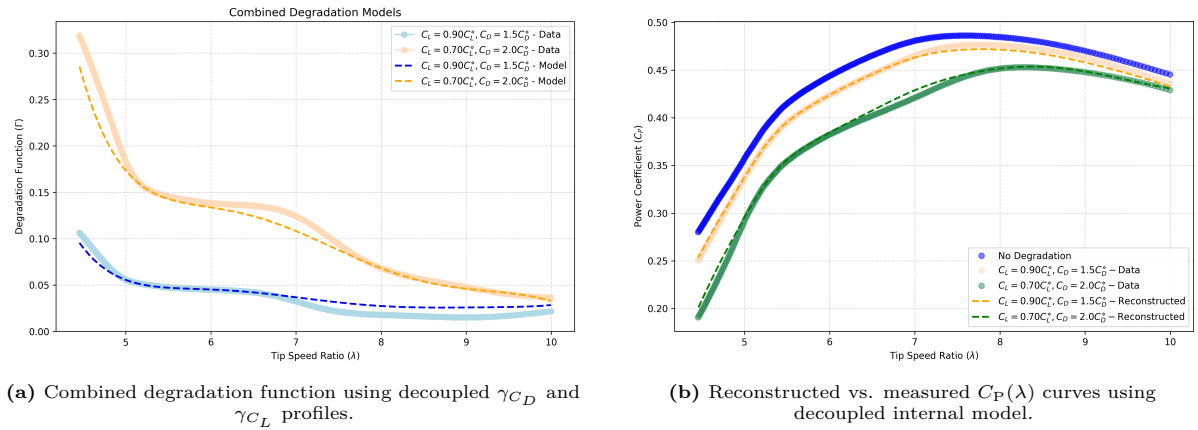 Combined Degradation Models
Degradation Function (Γ)
0.30
0.25
0.20
0.15
0.10
0.05
0.00
C_L = 0.90C_L^*, C_D = 1.5C_D^* - Data
C_L = 0.70C_L^*, C_D = 2.0C_D^* - Data
C_L = 0.90C_L^*, C_D = 1.5C_D^* - Model
C_L = 0.70C_L^*, C_D = 2.0C_D^* - Model
5 6 7 8 9 10
Tip Speed Ratio (λ)
(a) Combined degradation function using decoupled γ_{C_D} and
γ_{C_L} profiles.
Power Coefficient (C_P)
0.50
0.45
0.40
0.35
0.30
0.25
0.20
No Degradation
C_L = 0.90C_L^*, C_D = 1.5C_D^* − Data
C_L = 0.70C_L^*, C_D = 2.0C_D^* − Data
C_L = 0.90C_L^*, C_D = 1.5C_D^* − Reconstructed
C_L = 0.70C_L^*, C_D = 2.0C_D^* − Reconstructed
5 6 7 8 9 10
Tip Speed Ratio (λ)
(b) Reconstructed vs. measured C_P(λ) curves using
decoupled internal model.